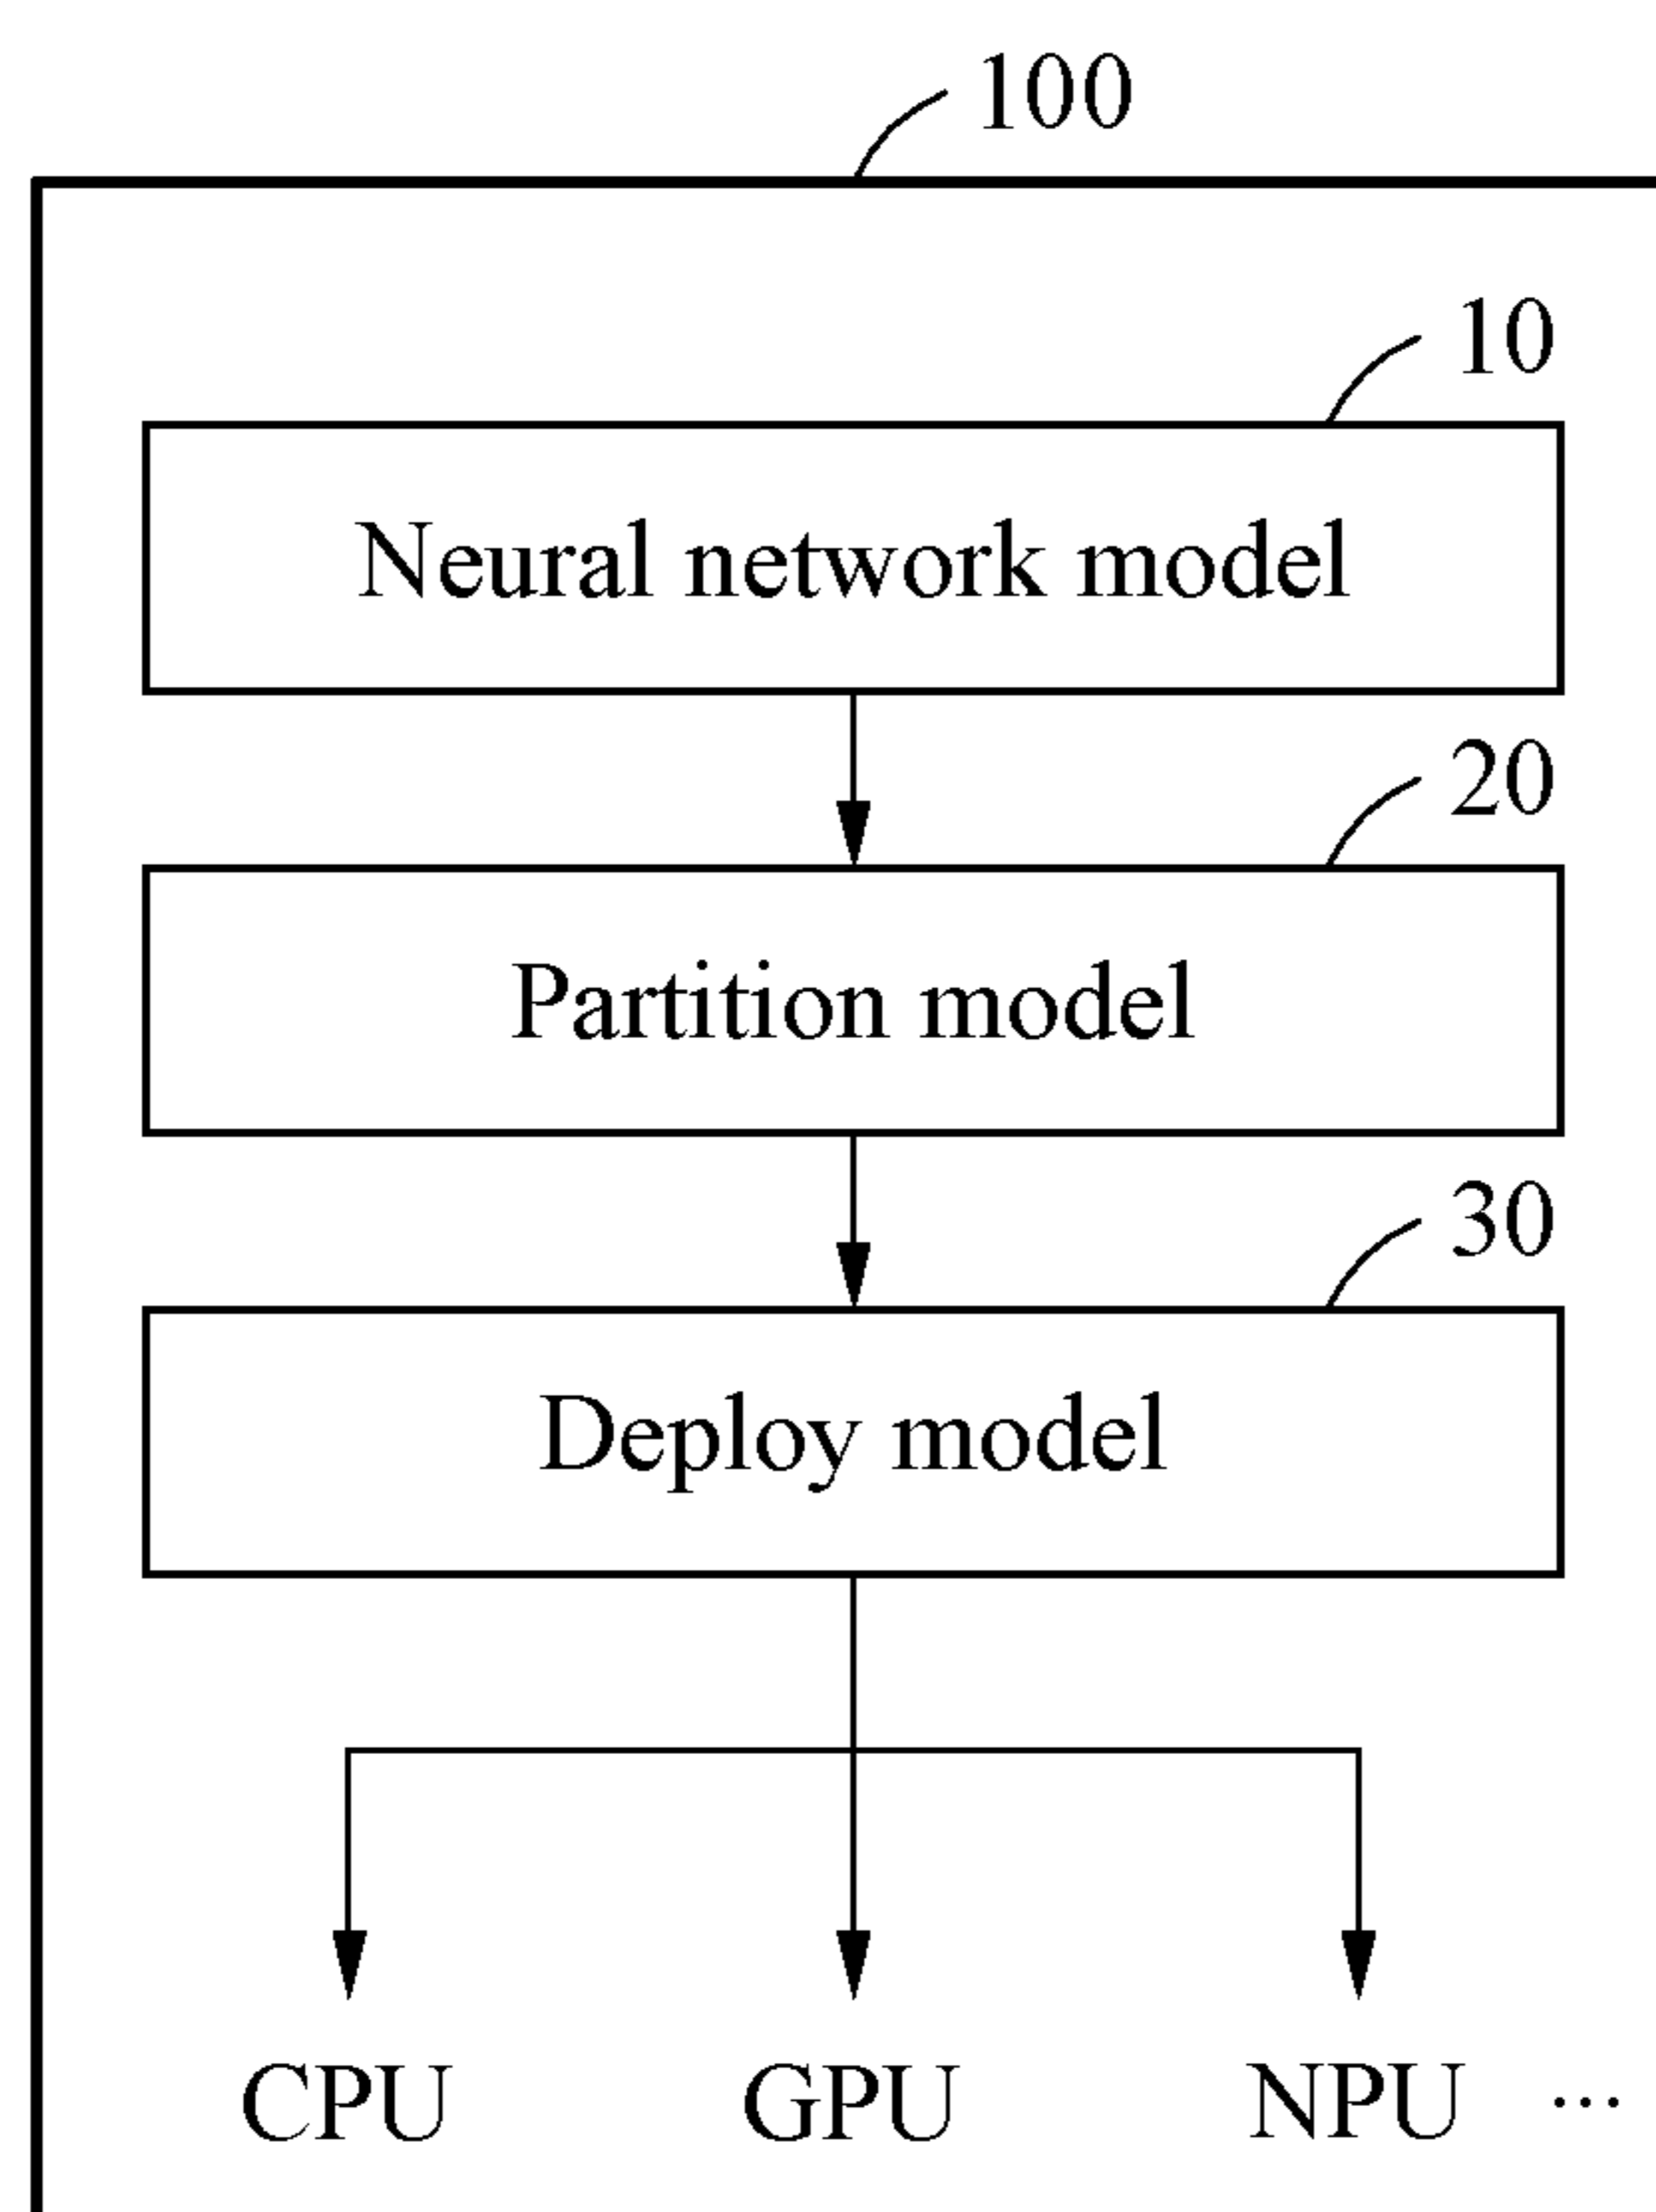 100
10
Neural network model
20
Partition model
30
Deploy model
CPU GPU NPU ...